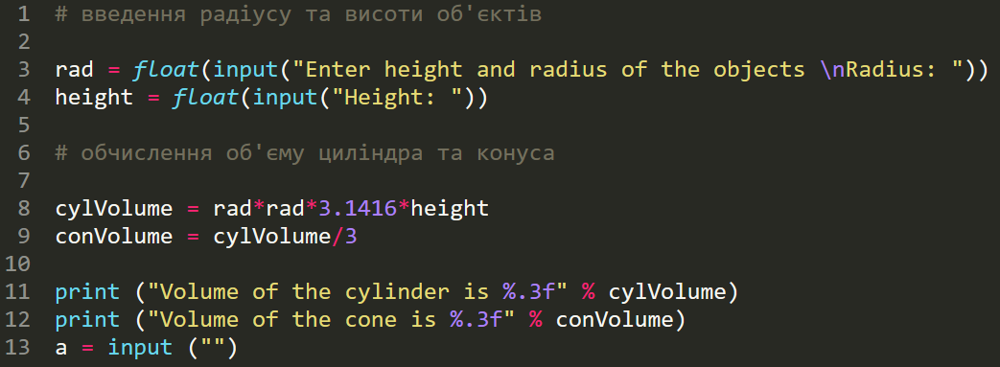 1 # введення радіусу та висоти об'єктів
2
3 rad = float(input("Enter height and radius of the objects \nRadius: "))
4 height = float(input("Height: "))
5
6 # обчислення об'єму циліндра та конуса
7
8 cylVolume = rad*rad*3.1416*height
9 conVolume = cylVolume/3
10
11 print ("Volume of the cylinder is %.3f" % cylVolume)
12 print ("Volume of the cone is %.3f" % conVolume)
13 a = input ("")